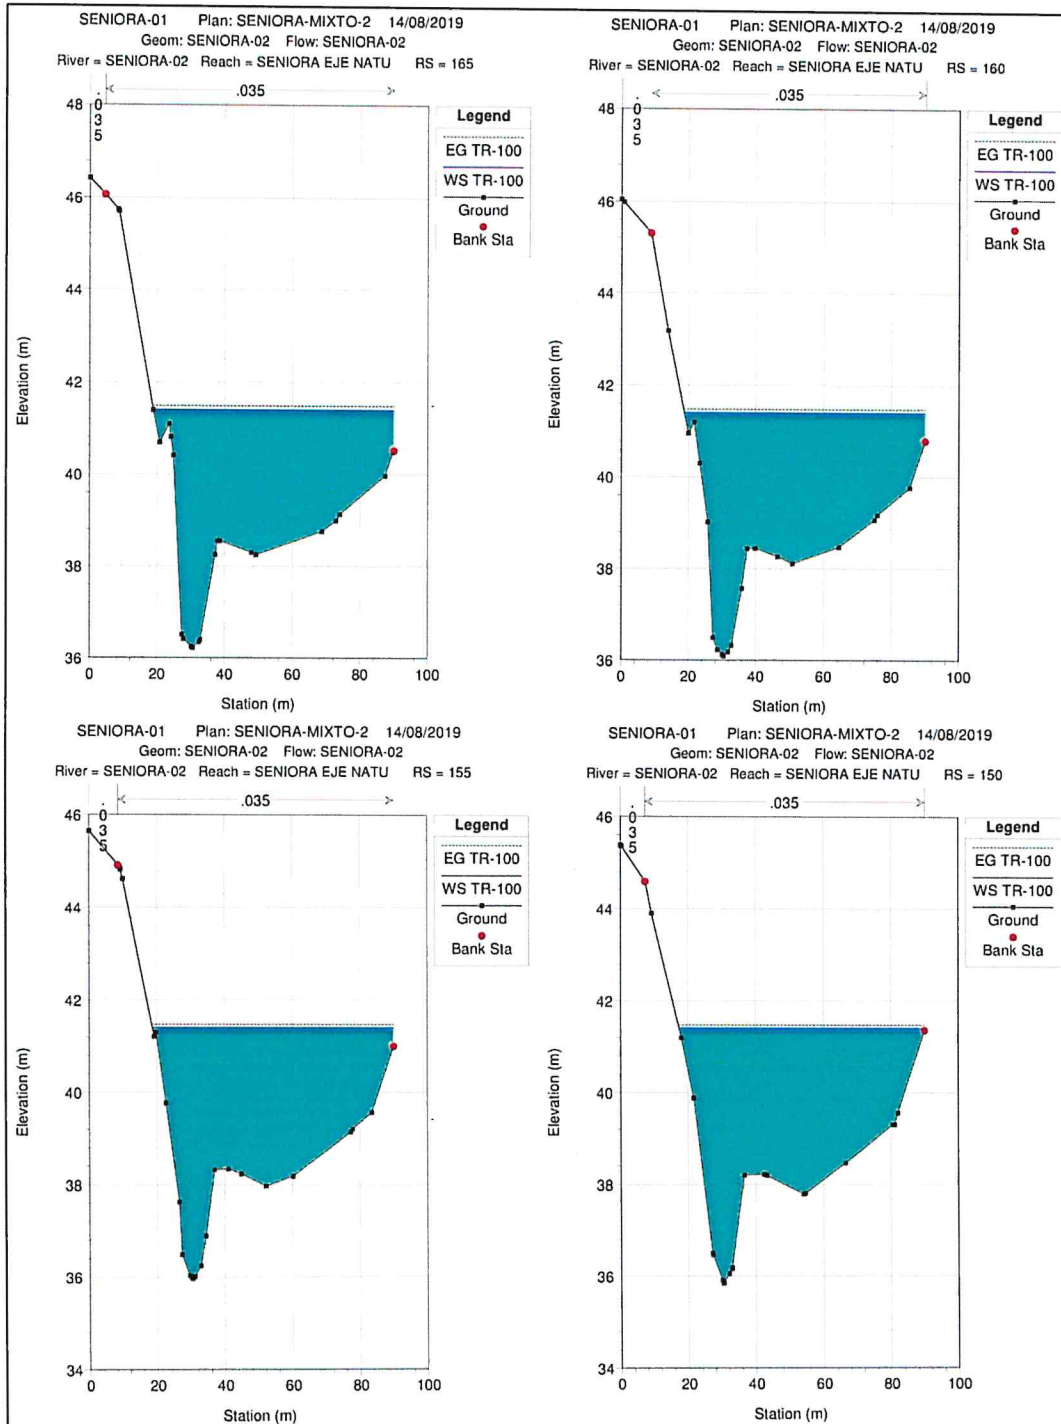 SENIORA-01 Plan: SENIORA-MIXTO-2 14/08/2019
Geom: SENIORA-02 Flow: SENIORA-02
River = SENIORA-02 Reach = SENIORA EJE NATU RS = 165
.035
.035
48
46
44
42
40
38
36
Elevation (m)
0 20 40 60 80 100
Station (m)
Legend
EG TR-100
WS TR-100
Ground
Bank Sta
SENIORA-01 Plan: SENIORA-MIXTO-2 14/08/2019
Geom: SENIORA-02 Flow: SENIORA-02
River = SENIORA-02 Reach = SENIORA EJE NATU RS = 160
.035
.035
48
46
44
42
40
38
36
Elevation (m)
0 20 40 60 80 100
Station (m)
Legend
EG TR-100
WS TR-100
Ground
Bank Sta
SENIORA-01 Plan: SENIORA-MIXTO-2 14/08/2019
Geom: SENIORA-02 Flow: SENIORA-02
River = SENIORA-02 Reach = SENIORA EJE NATU RS = 155
.035
.035
46
44
42
40
38
36
34
Elevation (m)
0 20 40 60 80 100
Station (m)
Legend
EG TR-100
WS TR-100
Ground
Bank Sta
SENIORA-01 Plan: SENIORA-MIXTO-2 14/08/2019
Geom: SENIORA-02 Flow: SENIORA-02
River = SENIORA-02 Reach = SENIORA EJE NATU RS = 150
.035
.035
46
44
42
40
38
36
34
Elevation (m)
0 20 40 60 80 100
Station (m)
Legend
EG TR-100
WS TR-100
Ground
Bank Sta